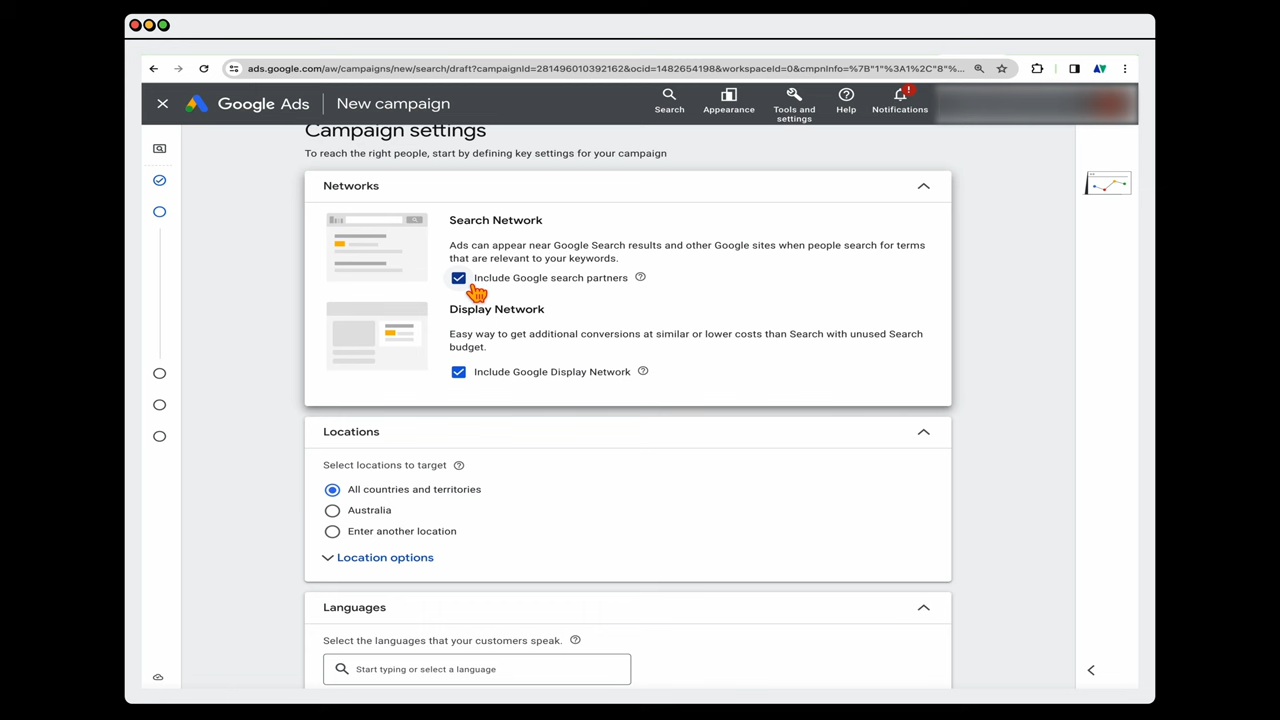 ads.google.com/aw/campaigns/new/search/draft?campaignId=281496010392162&ocid=1482654198&workspaceId=0&cmpnInfo=%7B"1"%3A1%2C"8"%...
Google Ads
New campaign
Search
Appearance
Tools and
settings
Help
!
Notifications
Campaign settings
To reach the right people, start by defining key settings for your campaign
Networks
Search Network
Ads can appear near Google Search results and other Google sites when people search for terms
that are relevant to your keywords.
Include Google search partners
Display Network
Easy way to get additional conversions at similar or lower costs than Search with unused Search
budget.
Include Google Display Network
Locations
Select locations to target
All countries and territories
Australia
Enter another location
Location options
Languages
Select the languages that your customers speak.
Start typing or select a language